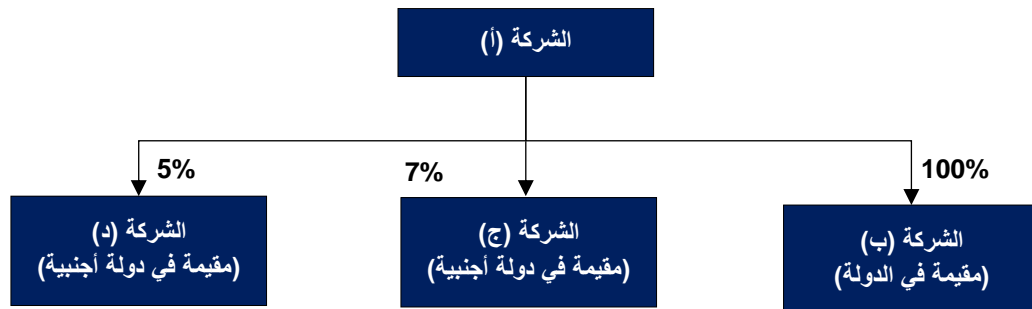 الشركة (أ)
100%
7%
5%
الشركة (ب)
(مقيمة في الدولة)
الشركة (ج)
(مقيمة في دولة أجنبية)
الشركة (د)
(مقيمة في دولة أجنبية)